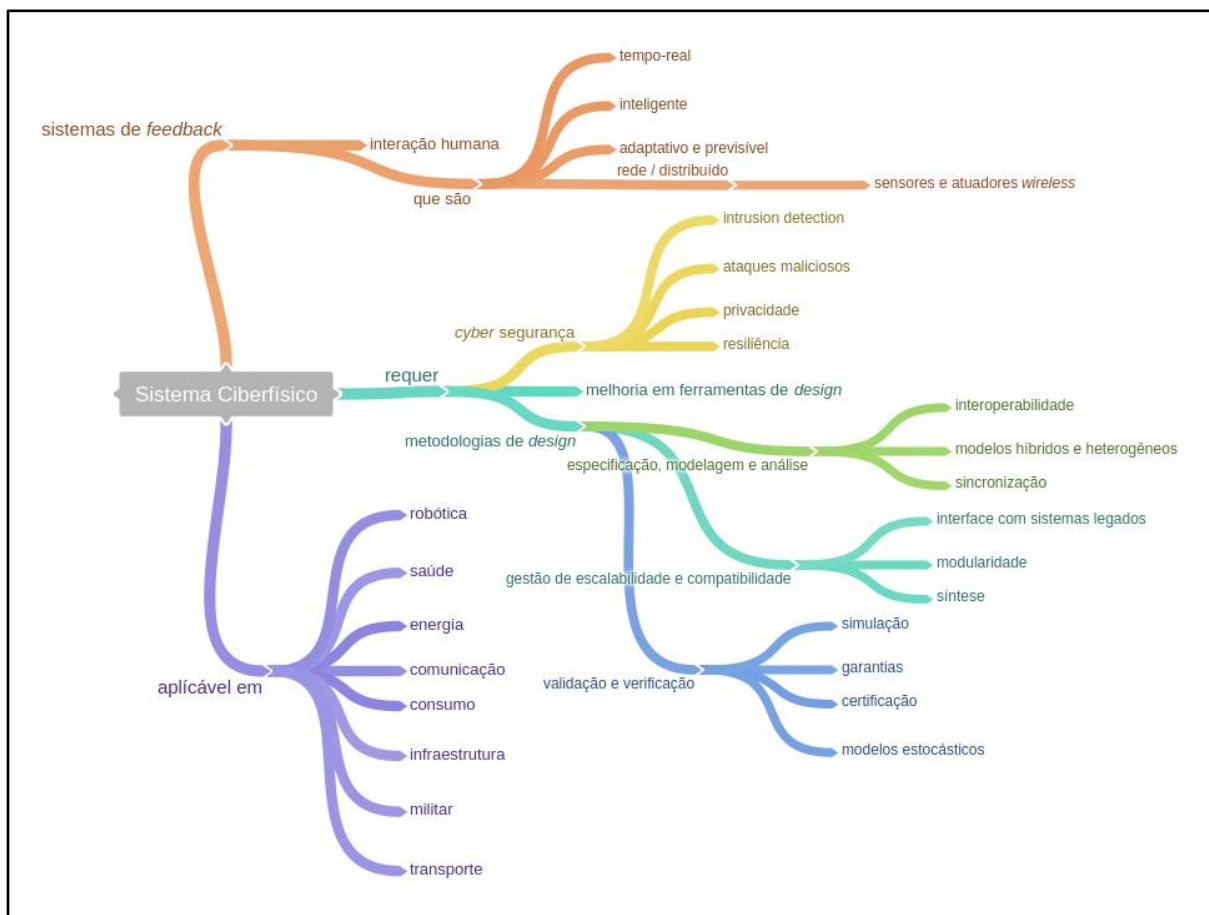 tempo-real
inteligente
sistemas de feedback
interação humana
adaptativo e previsível
rede / distribuído
que são
sensores e atuadores wireless
intrusion detection
ataques maliciosos
privacidade
cyber segurança
resiliência
requer
Sistema Ciberfísico
melhoria em ferramentas de design
metodologias de design
interoperabilidade
especificação, modelagem e análise
modelos híbridos e heterogêneos
sincronização
interface com sistemas legados
modularidade
gestão de escalabilidade e compatibilidade
síntese
simulação
garantias
validação e verificação
certificação
modelos estocásticos
robótica
saúde
energia
comunicação
aplícável em
consumo
infraestrutura
militar
transporte